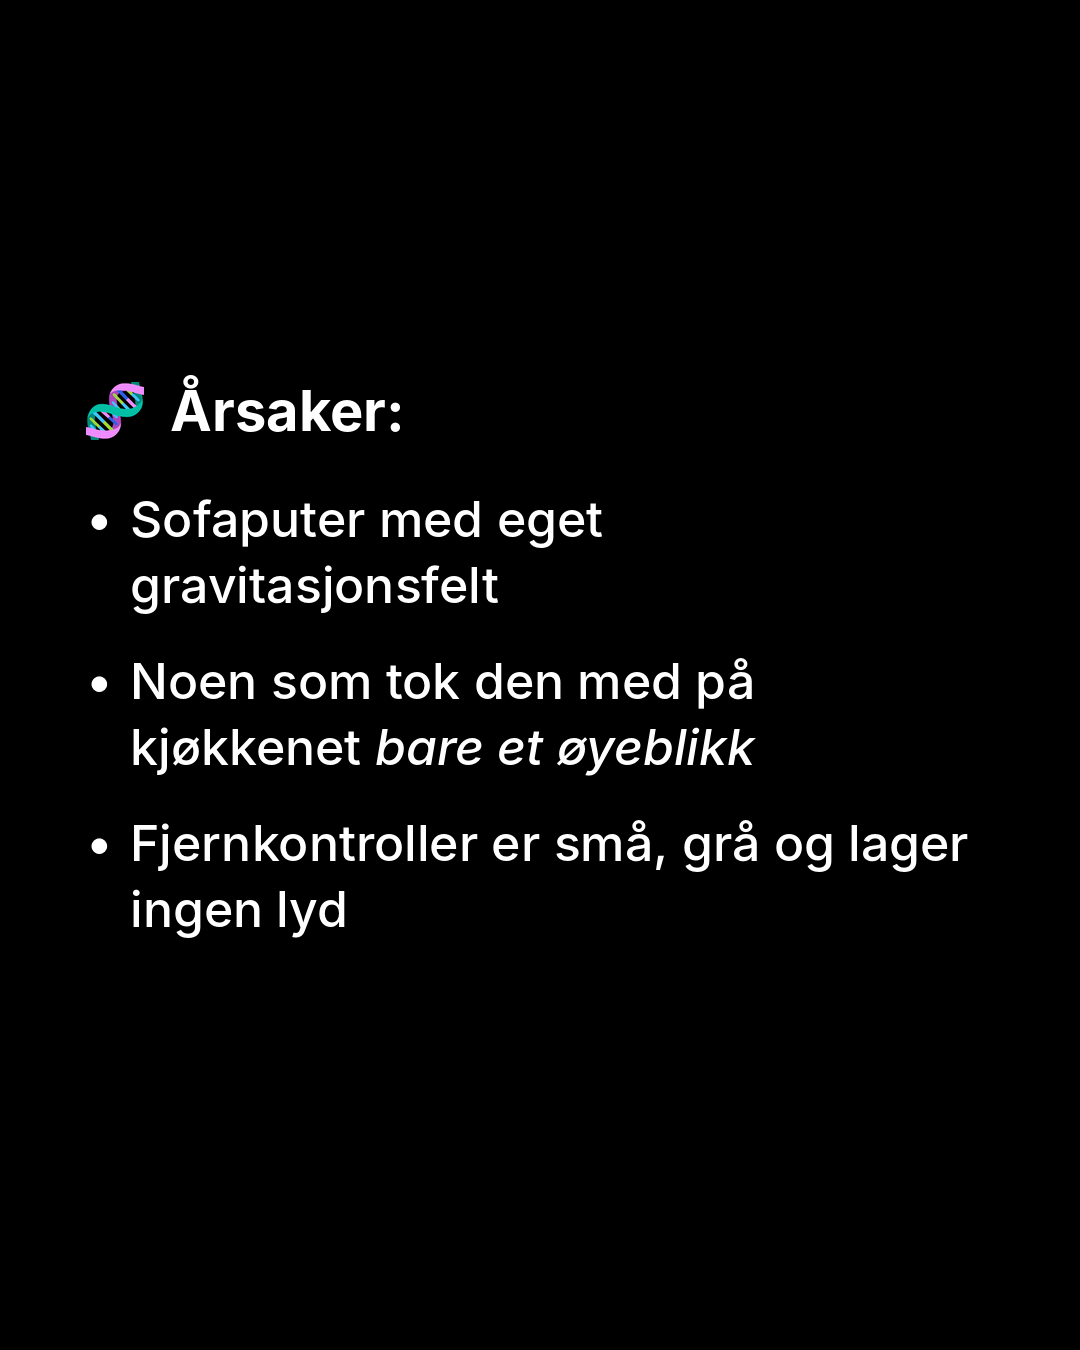 🧬 Årsaker:
• Sofaputer med eget
gravitasjonsfelt
• Noen som tok den med på
kjøkkenet bare et øyeblikk
• Fjernkontroller er små, grå og lager
ingen lyd